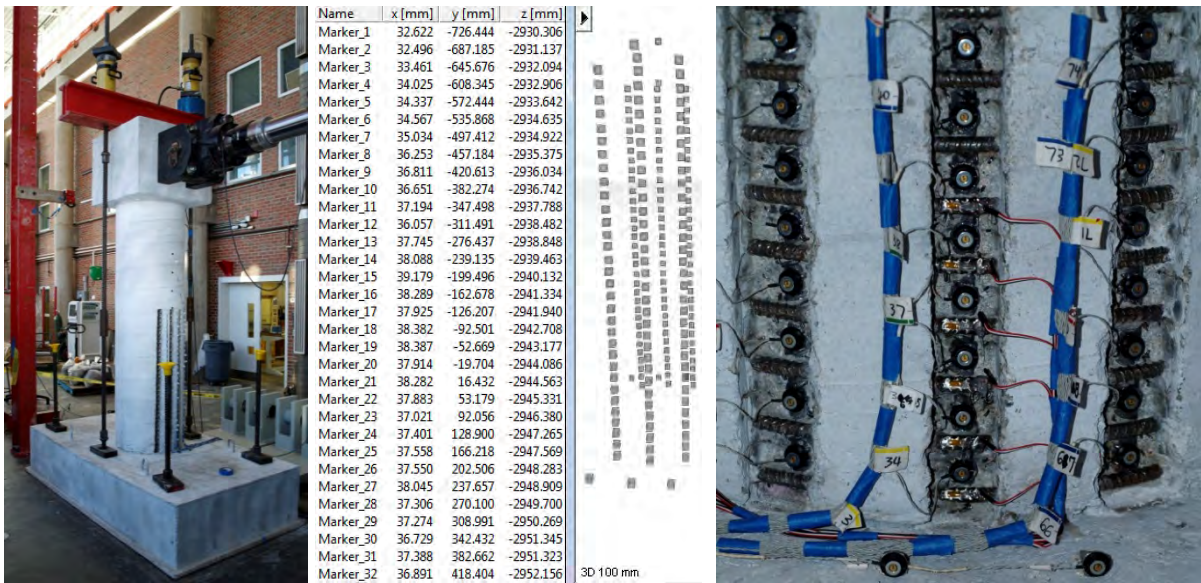 Name x [mm] y [mm] z [mm]
Marker_1 32.622 -726.444 -2930.306
Marker_2 32.496 -687.185 -2931.137
Marker_3 33.461 -645.676 -2932.094
Marker_4 34.025 -608.345 -2932.906
Marker_5 34.337 -572.444 -2933.642
Marker_6 34.567 -535.868 -2934.635
Marker_7 35.034 -497.412 -2934.922
Marker_8 36.253 -457.184 -2935.375
Marker_9 36.811 -420.613 -2936.034
Marker_10 36.651 -382.274 -2936.742
Marker_11 37.194 -347.498 -2937.788
Marker_12 36.057 -311.491 -2938.482
Marker_13 37.745 -276.437 -2938.848
Marker_14 38.088 -239.135 -2939.463
Marker_15 39.179 -199.496 -2940.132
Marker_16 38.289 -162.678 -2941.334
Marker_17 37.925 -126.207 -2941.940
Marker_18 38.382 -92.501 -2942.708
Marker_19 38.387 -52.669 -2943.177
Marker_20 37.914 -19.704 -2944.086
Marker_21 38.282 16.432 -2944.563
Marker_22 37.883 53.179 -2945.331
Marker_23 37.021 92.056 -2946.380
Marker_24 37.401 128.900 -2947.265
Marker_25 37.558 166.218 -2947.569
Marker_26 37.550 202.506 -2948.283
Marker_27 38.045 237.657 -2948.909
Marker_28 37.306 270.100 -2949.700
Marker_29 37.274 308.991 -2950.269
Marker_30 36.729 342.432 -2951.345
Marker_31 37.388 382.662 -2951.323
Marker_32 36.891 418.404 -2952.156
3D 100 mm
74
73
72
71
37
34
66